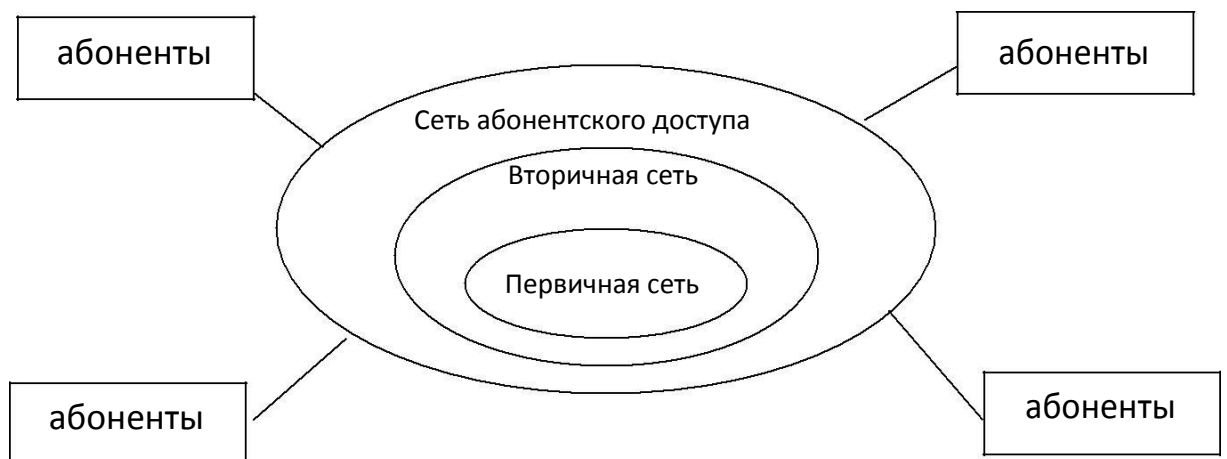 абоненты
абоненты
Сеть абонентского доступа
Вторичная сеть
Первичная сеть
абоненты
абоненты